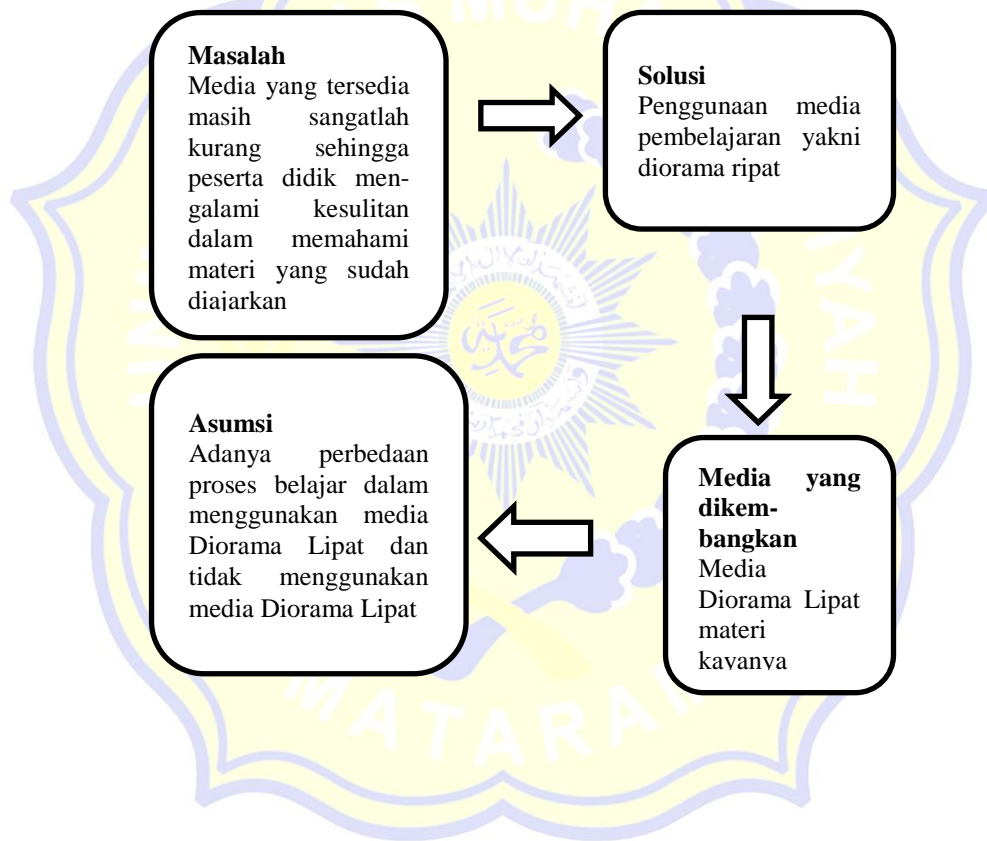 Masalah
Media yang tersedia
masih sangatlah
kurang sehingga
peserta didik men-
galami kesulitan
dalam memahami
materi yang sudah
diajarkan
Solusi
Penggunaan media
pembelajaran yakni
diorama ripat
Media yang
dikem-
bangkan
Media
Diorama Lipat
materi
kayanya
Asumsi
Adanya perbedaan
proses belajar dalam
menggunakan media
Diorama Lipat dan
tidak menggunakan
media Diorama Lipat
MATARAM